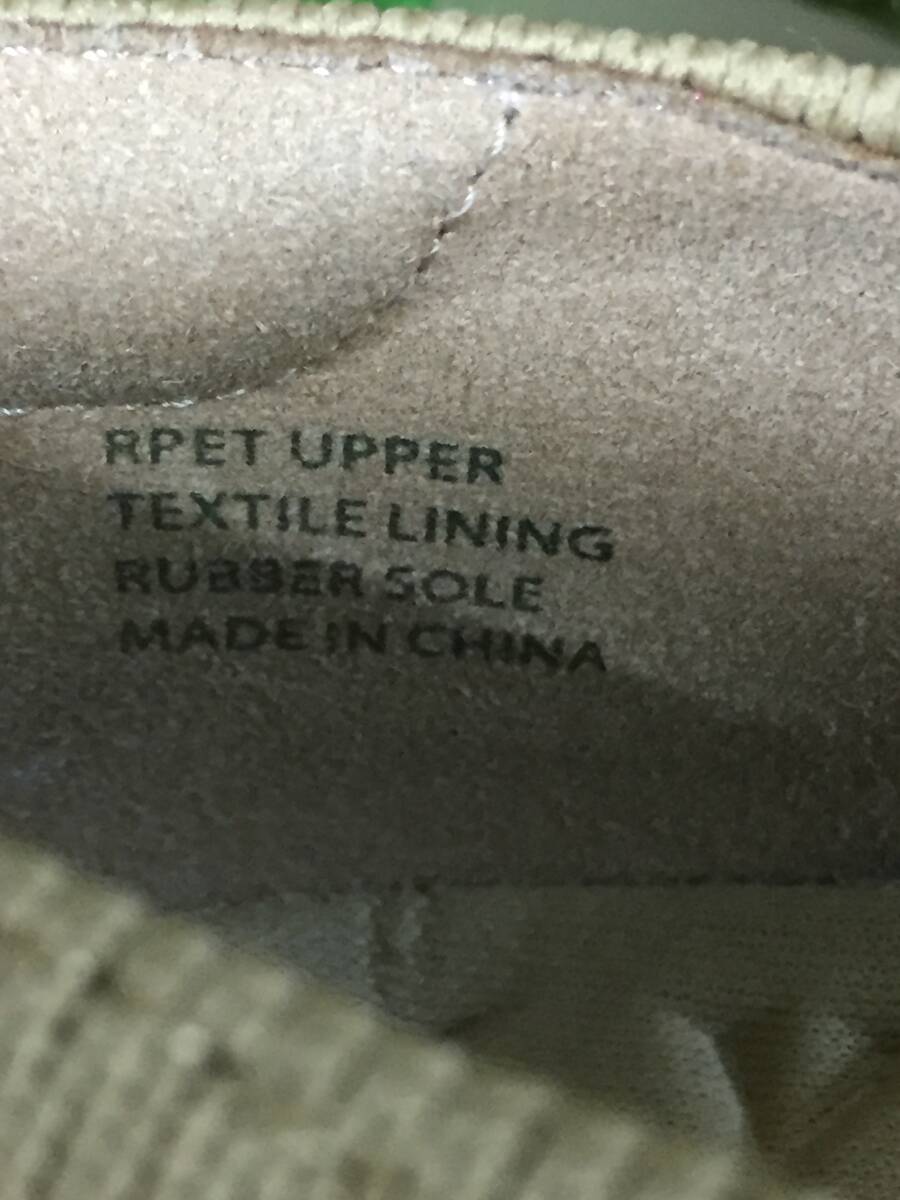 RPET UPPER
TEXTILE LINING
RUBBER SOLE
MADE IN CHINA